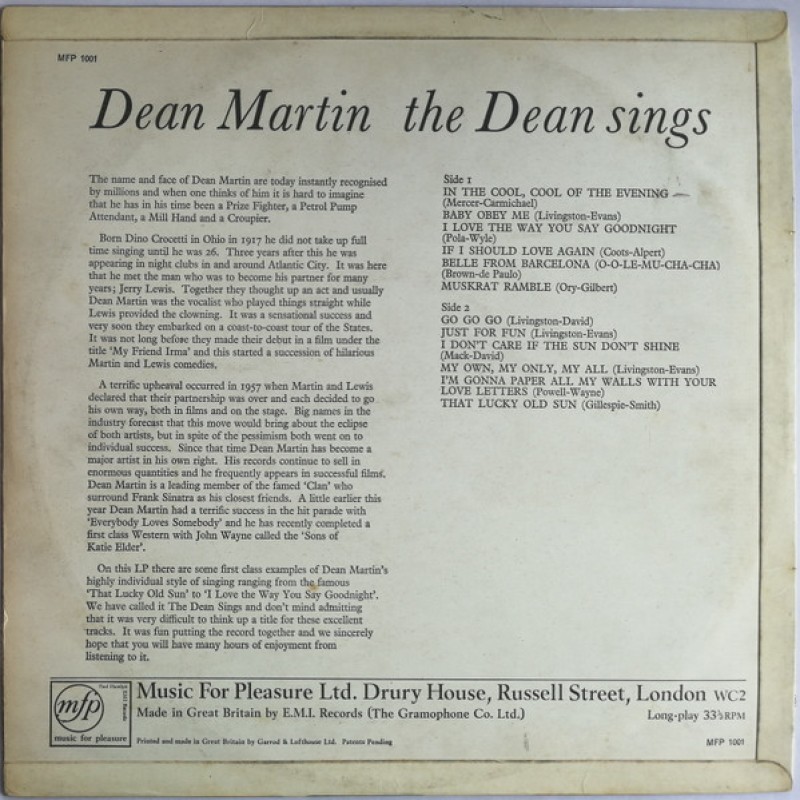 MFP 1001
Dean Martin the Dean sings
The name and face of Dean Martin are today instantly recognised
by millions and when one thinks of him it is hard to imagine
that he has in his time been a Prize Fighter, a Petrol Pump
Attendant, a Mill Hand and a Croupier.
Born Dino Crocetti in Ohio in 1917 he did not take up full
time singing until he was 26. Three years after this he was
appearing in night clubs in and around Atlantic City. It was here
that he met the man who was to become his partner for many
years; Jerry Lewis. Together they thought up an act and usually
Dean Martin was the vocalist who played things straight while
Lewis provided the clowning. It was a sensational success and
very soon they embarked on a coast-to-coast tour of the States.
It was not long before they made their debut in a film under the
title 'My Friend Irma' and this started a succession of hilarious
Martin and Lewis comedies.
A terrific upheaval occurred in 1957 when Martin and Lewis
declared that their partnership was over and each decided to go
his own way, both in films and on the stage. Big names in the
industry forecast that this move would bring about the eclipse
of both artists, but in spite of the pessimism both went on to
individual success. Since that time Dean Martin has become a
major artist in his own right. His records continue to sell in
enormous quantities and he frequently appears in successful films.
Dean Martin is a leading member of the famed 'Clan' who
surround Frank Sinatra as his closest friends. A little earlier this
year Dean Martin had a terrific success in the hit parade with
'Everybody Loves Somebody' and he has recently completed a
first class Western with John Wayne called the 'Sons of
Katie Elder'.
On this LP there are some first class examples of Dean Martin's
highly individual style of singing ranging from the famous
'That Lucky Old Sun' to 'I Love the Way You Say Goodnight'.
We have called it The Dean Sings and don't mind admitting
that it was very difficult to think up a title for these excellent
tracks. It was fun putting the record together and we sincerely
hope that you will have many hours of enjoyment from
listening to it.
Side 1
IN THE COOL, COOL OF THE EVENING
(Mercer-Carmichael)
BABY OBEY ME (Livingston-Evans)
I LOVE THE WAY YOU SAY GOODNIGHT
(Pola-Wyle)
IF I SHOULD LOVE AGAIN (Coots-Alpert)
BELLE FROM BARCELONA (O-O-LE-MU-CHA-CHA)
(Brown-de Paulo)
MUSKRAT RAMBLE (Ory-Gilbert)
Side 2
GO GO GO (Livingston-David)
JUST FOR FUN (Livingston-Evans)
I DON'T CARE IF THE SUN DON'T SHINE
(Mack-David)
MY OWN, MY ONLY, MY ALL (Livingston-Evans)
I'M GONNA PAPER ALL MY WALLS WITH YOUR
LOVE LETTERS (Powell-Wayne)
THAT LUCKY OLD SUN (Gillespie-Smith)
mfp
music for pleasure
Music For Pleasure Ltd. Drury House, Russell Street, London WC2
Made in Great Britain by E.M.I. Records (The Gramophone Co. Ltd.)
Long-play 33⅓RPM
Printed and made in Great Britain by Garrod & Lofthouse Ltd. Patents Pending
MFP 1001